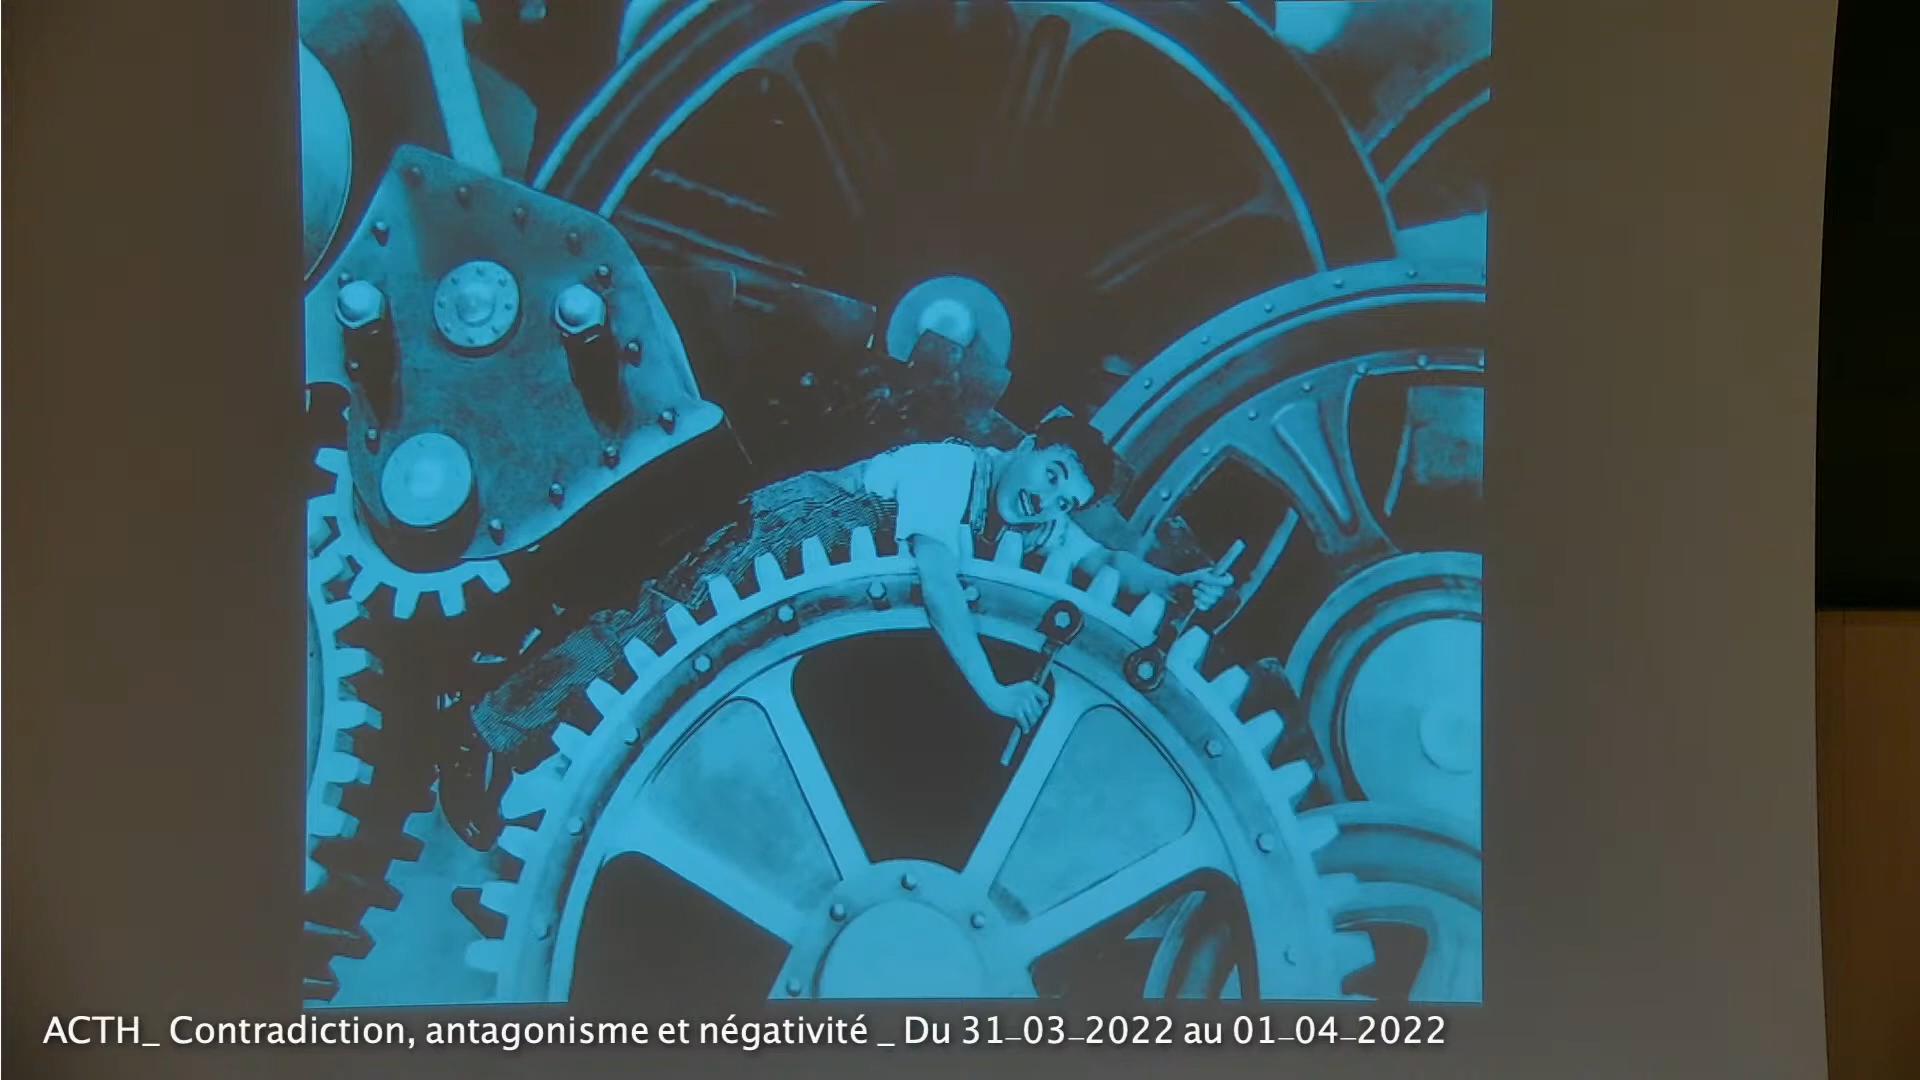 ACTH_ Contradiction, antagonisme et négativité _ Du 31-03-2022 au 01-04-2022